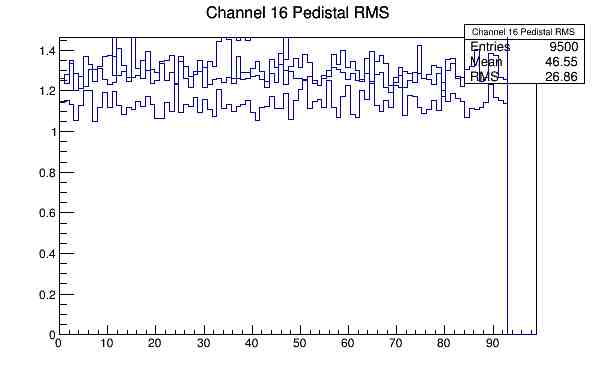 Channel 16 Pedistal RMS
Channel 16 Pedistal RMS
Entries 9500
Mean 46.55
RMS 26.86
1.4
1.2
1
0.8
0.6
0.4
0.2
0
0 10 20 30 40 50 60 70 80 90